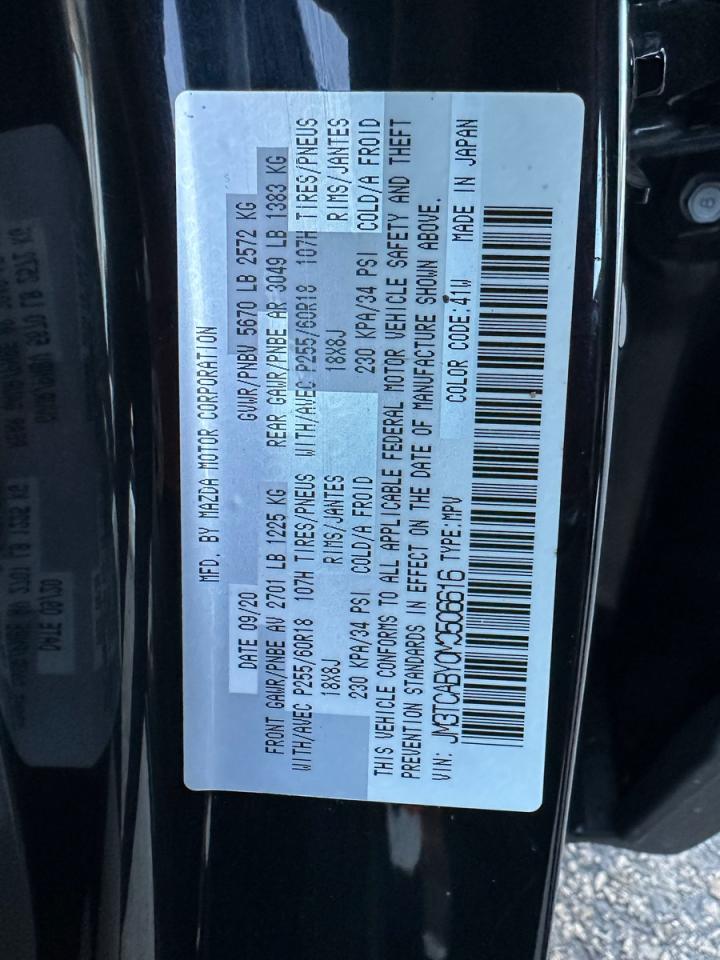 MFD. BY MAZDA MOTOR CORPORATION
DATE 09/20 GVWR/PNBV 5670 LB 2572 KG
FRONT GAWR/PNBE AV 2701 LB 1225 KG REAR GAWR/PNBE AR 3049 LB 1383 KG
WITH/AVEC P255/60R18 107H TIRES/PNEUS WITH/AVEC P255/60R18 107H TIRES/PNEUS
18X8J RIMS/JANTES 18X8J RIMS/JANTES
230 KPA/34 PSI COLD/A FROID 230 KPA/34 PSI COLD/A FROID
THIS VEHICLE CONFORMS TO ALL APPLICABLE FEDERAL MOTOR VEHICLE SAFETY AND THEFT
PREVENTION STANDARDS IN EFFECT ON THE DATE OF MANUFACTURE SHOWN ABOVE.
VIN: JM3TCABY0M0506616 TYPE:MPV COLOR CODE:41W MADE IN JAPAN